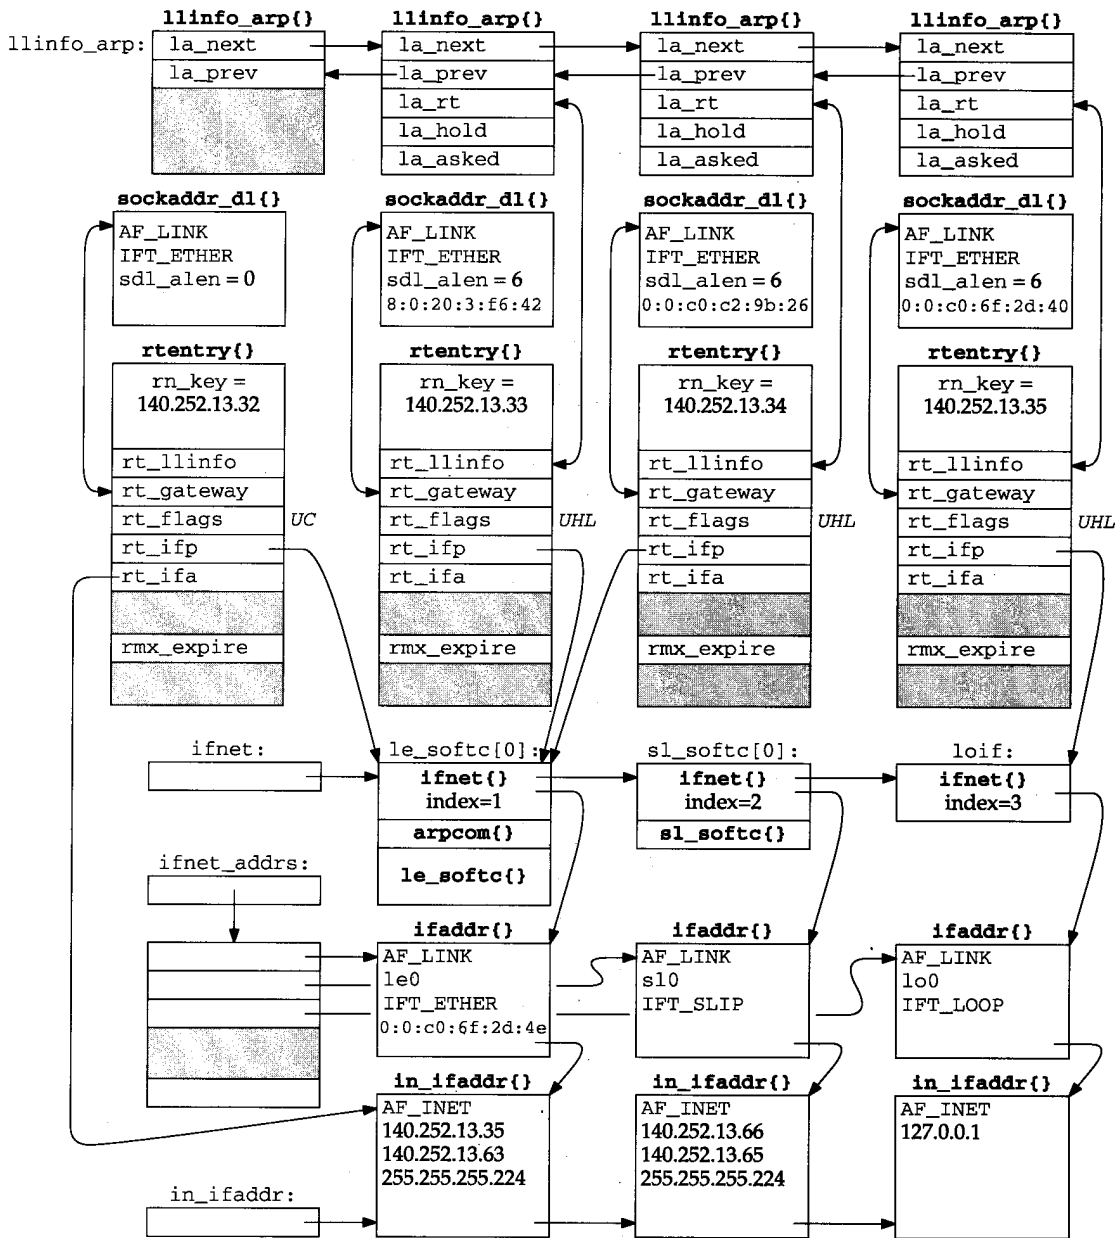 llinfo_arp{} llinfo_arp{} llinfo_arp{} llinfo_arp{}
llinfo_arp: la_next la_next la_next la_next
la_prev la_prev la_prev la_prev
la_rt la_rt la_rt
la_hold la_hold la_hold
la_asked la_asked la_asked
sockaddr_dl{} sockaddr_dl{} sockaddr_dl{} sockaddr_dl{}
AF_LINK AF_LINK AF_LINK AF_LINK
IFT_ETHER IFT_ETHER IFT_ETHER IFT_ETHER
sdl_alen = 0 sdl_alen = 6 sdl_alen = 6 sdl_alen = 6
8:0:20:3:f6:42 0:0:c0:c2:9b:26 0:0:c0:6f:2d:40
rtentry{} rtentry{} rtentry{} rtentry{}
rn_key = rn_key = rn_key = rn_key =
140.252.13.32 140.252.13.33 140.252.13.34 140.252.13.35
rt_llinfo rt_llinfo rt_llinfo rt_llinfo
rt_gateway rt_gateway rt_gateway rt_gateway
rt_flags UC rt_flags UHL rt_flags UHL rt_flags UHL
rt_ifp rt_ifp rt_ifp rt_ifp
rt_ifa rt_ifa rt_ifa rt_ifa
rmx_expire rmx_expire rmx_expire rmx_expire
ifnet: le_softc[0]: sl_softc[0]: loif:
ifnet{} ifnet{} ifnet{}
index=1 index=2 index=3
arpcom{} sl_softc{}
ifnet_addrs:
le_softc{}
ifaddr{} ifaddr{} ifaddr{}
AF_LINK AF_LINK AF_LINK
le0 sl0 lo0
IFT_ETHER IFT_SLIP IFT_LOOP
0:0:c0:6f:2d:4e
in_ifaddr{} in_ifaddr{} in_ifaddr{}
AF_INET AF_INET AF_INET
140.252.13.35 140.252.13.66 127.0.0.1
140.252.13.63 140.252.13.65
255.255.255.224 255.255.255.224
in_ifaddr: